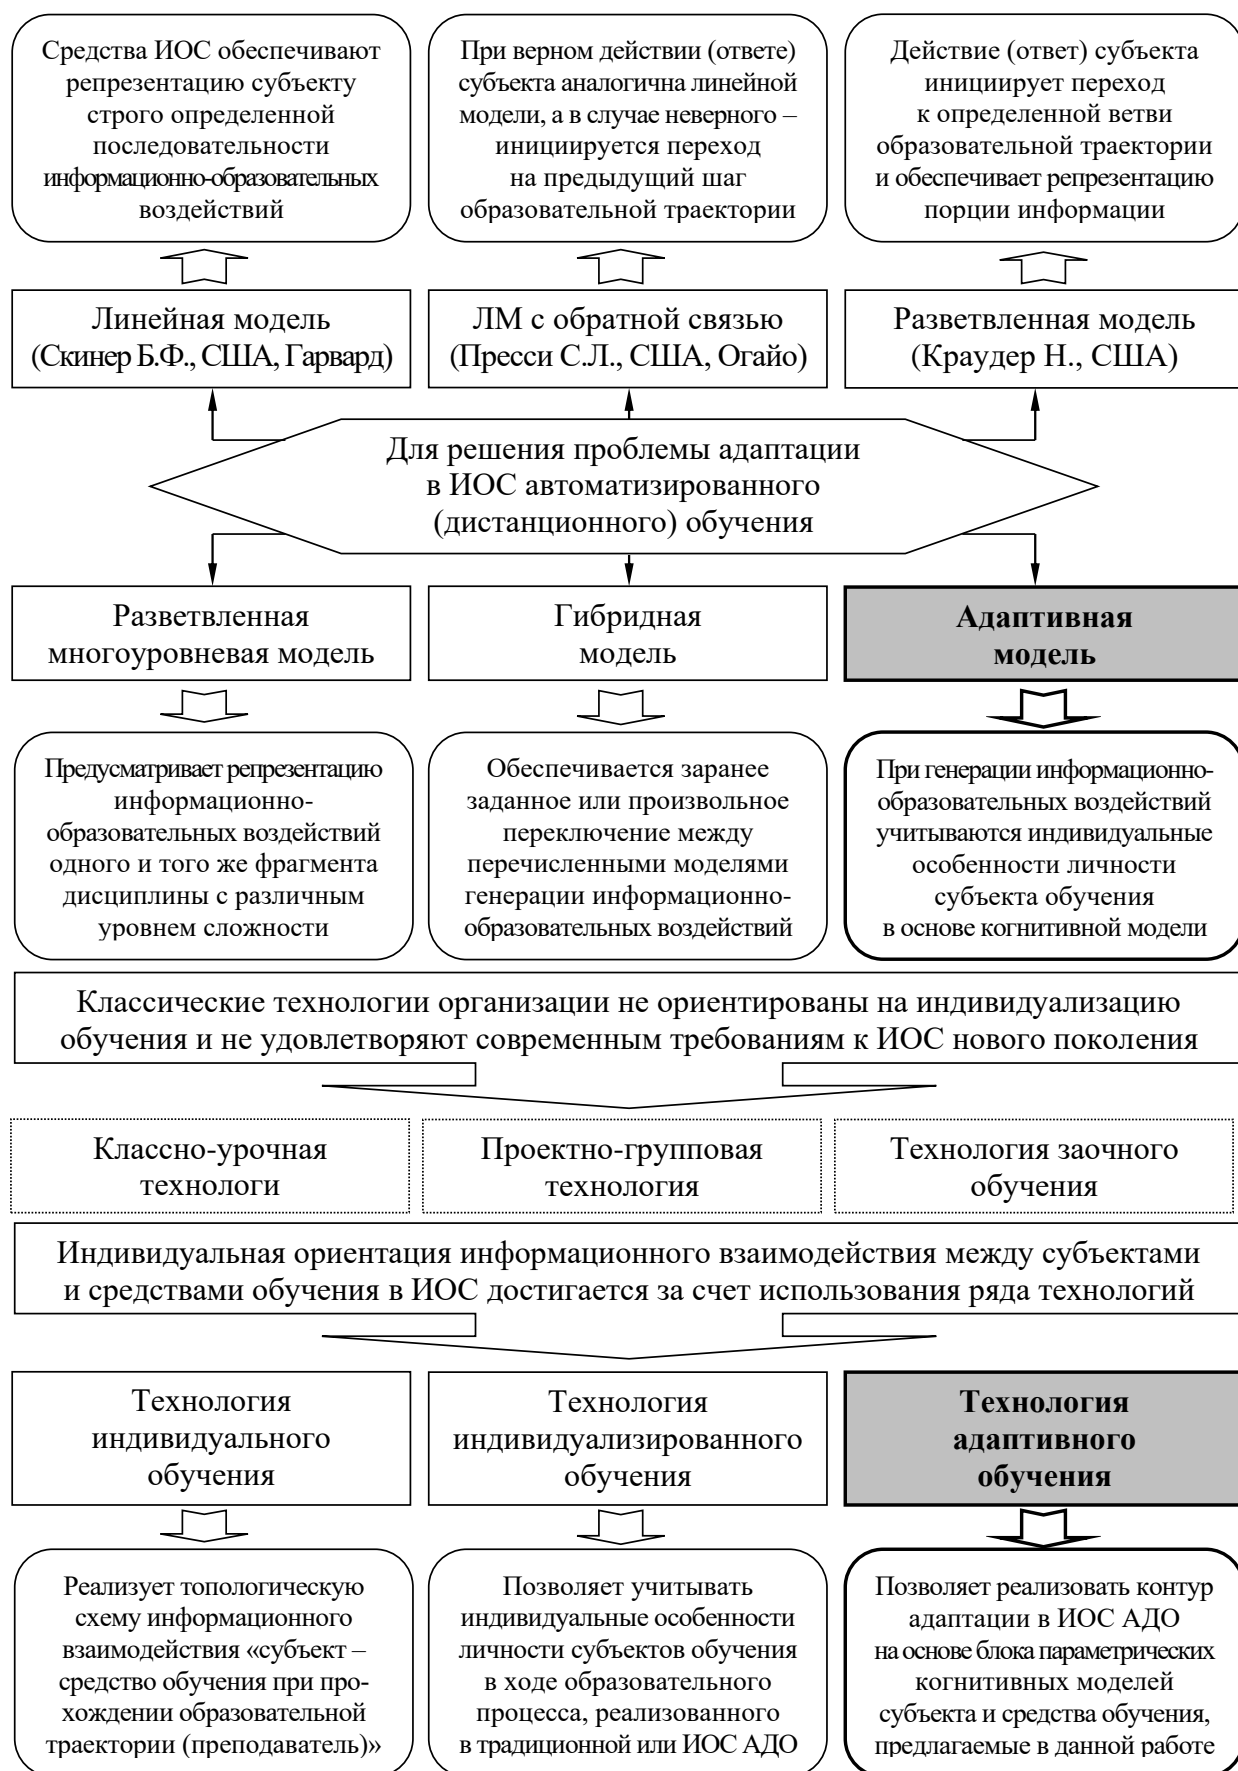 Средства ИОС обеспечивают
репрезентацию субъекту
строго определенной
последовательности
информационно-образовательных
воздействий
При верном действии (ответе)
субъекта аналогична линейной
модели, а в случае неверного –
инициируется переход
на предыдущий шаг
образовательной траектории
Действие (ответ) субъекта
инициирует переход
к определенной ветви
образовательной траектории
и обеспечивает репрезентацию
порции информации
Линейная модель
(Скинер Б.Ф., США, Гарвард)
ЛМ с обратной связью
(Пресси С.Л., США, Огайо)
Разветвленная модель
(Краудер Н., США)
Для решения проблемы адаптации
в ИОС автоматизированного
(дистанционного) обучения
Разветвленная
многоуровневая модель
Гибридная
модель
Адаптивная
модель
Предусматривает репрезентацию
информационно-
образовательных воздействий
одного и того же фрагмента
дисциплины с различным
уровнем сложности
Обеспечивается заранее
заданное или произвольное
переключение между
перечисленными моделями
генерации информационно-
образовательных воздействий
При генерации информационно-
образовательных воздействий
учитываются индивидуальные
особенности личности
субъекта обучения
в основе когнитивной модели
Классические технологии организации не ориентированы на индивидуализацию
обучения и не удовлетворяют современным требованиям к ИОС нового поколения
Классно-урочная
технологи
Проектно-групповая
технология
Технология заочного
обучения
Индивидуальная ориентация информационного взаимодействия между субъектами
и средствами обучения в ИОС достигается за счет использования ряда технологий
Технология
индивидуального
обучения
Технология
индивидуализированного
обучения
Технология
адаптивного
обучения
Реализует топологическую
схему информационного
взаимодействия «субъект –
средство обучения при про-
хождении образовательной
траектории (преподаватель)»
Позволяет учитывать
индивидуальные особенности
личности субъектов обучения
в ходе образовательного
процесса, реализованного
в традиционной или ИОС АДО
Позволяет реализовать контур
адаптации в ИОС АДО
на основе блока параметрических
когнитивных моделей
субъекта и средства обучения,
предлагаемые в данной работе